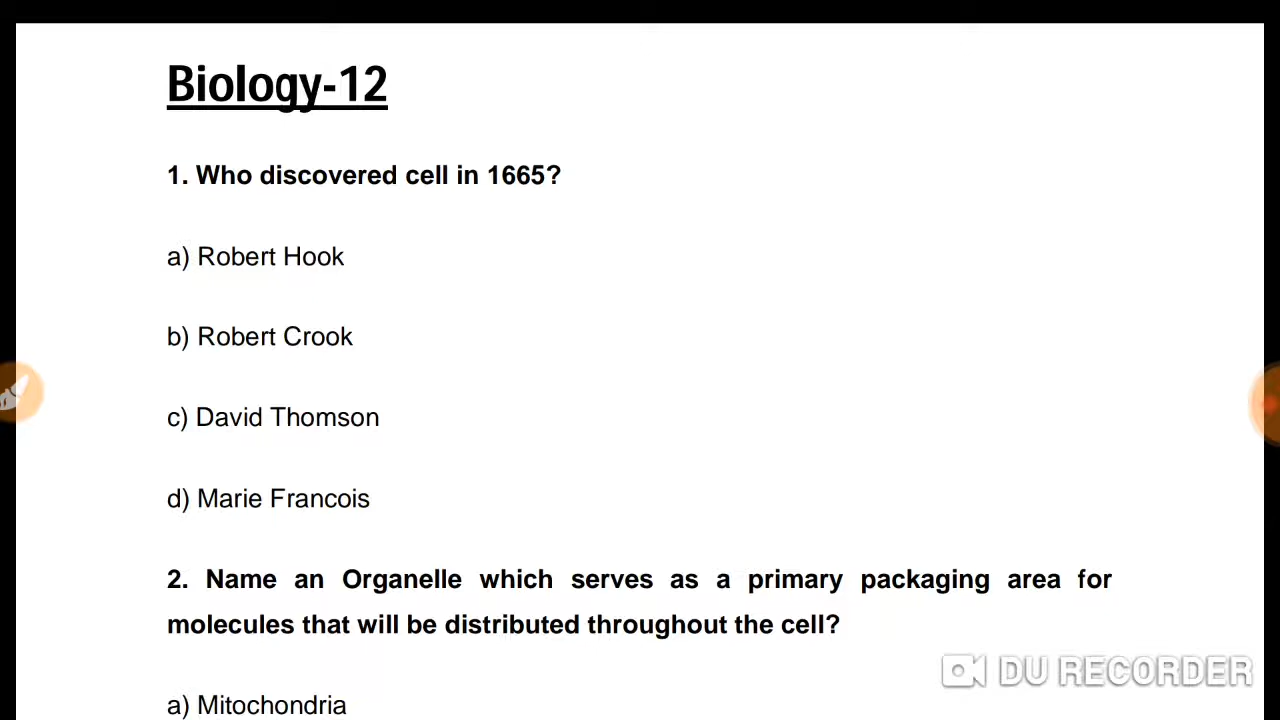 Biology-12
1. Who discovered cell in 1665?
a) Robert Hook
b) Robert Crook
c) David Thomson
d) Marie Francois
2. Name an Organelle which serves as a primary packaging area for
molecules that will be distributed throughout the cell?
a) Mitochondria
DU RECORDER